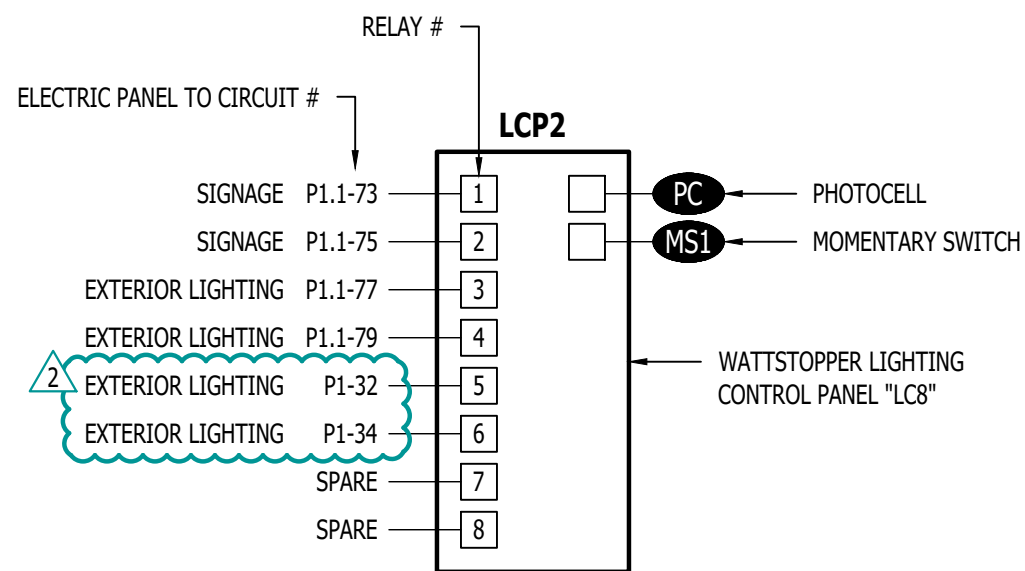 RELAY #
ELECTRIC PANEL TO CIRCUIT #
LCP2
SIGNAGE P1.1-73 1 PC PHOTOCELL
SIGNAGE P1.1-75 2 MS1 MOMENTARY SWITCH
EXTERIOR LIGHTING P1.1-77 3
EXTERIOR LIGHTING P1.1-79 4
2 EXTERIOR LIGHTING P1-32 5
EXTERIOR LIGHTING P1-34 6
SPARE 7
SPARE 8
WATTSTOPPER LIGHTING
CONTROL PANEL "LC8"